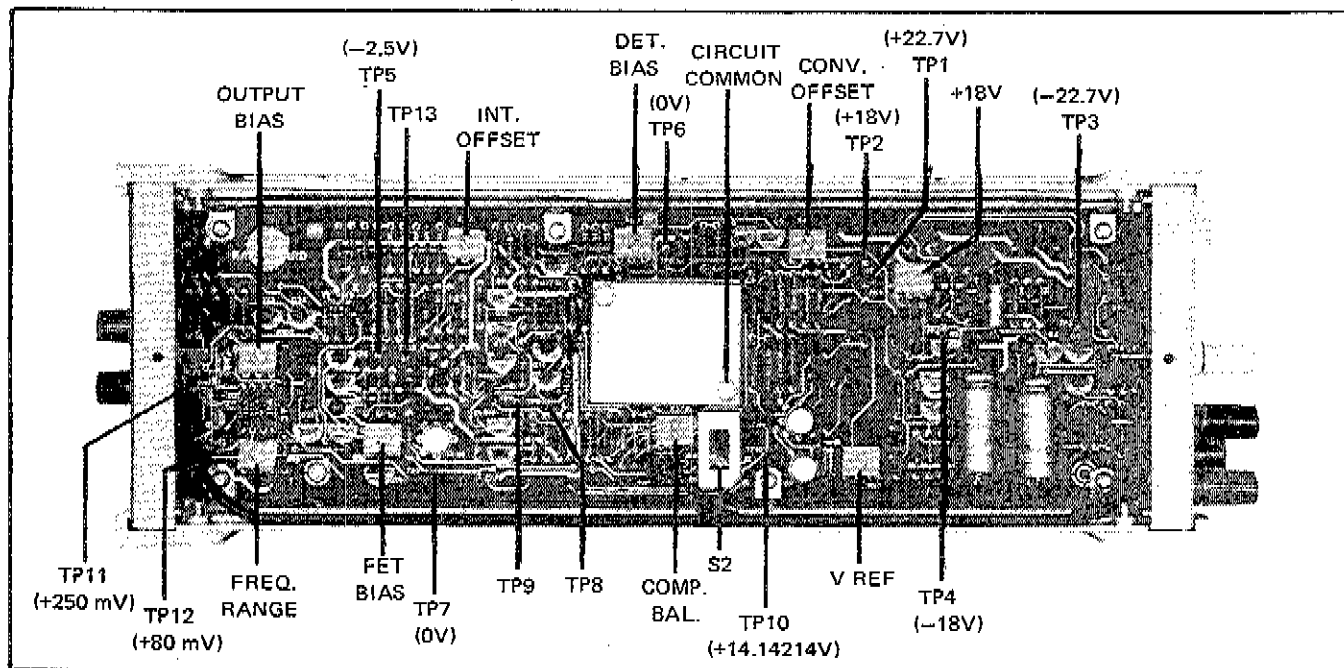 (−2.5V)
TP5
OUTPUT
BIAS
TP13
INT.
OFFSET
DET.
BIAS
(0V)
TP6
CIRCUIT
COMMON
CONV.
OFFSET
(+18V)
TP2
(+22.7V)
TP1
+18V
(−22.7V)
TP3
TP11
(+250 mV)
TP12
(+80 mV)
FREQ.
RANGE
FET
BIAS
TP7
(0V)
TP9
TP8
COMP.
BAL.
S2
TP10
(+14.14214V)
V REF
TP4
(−18V)